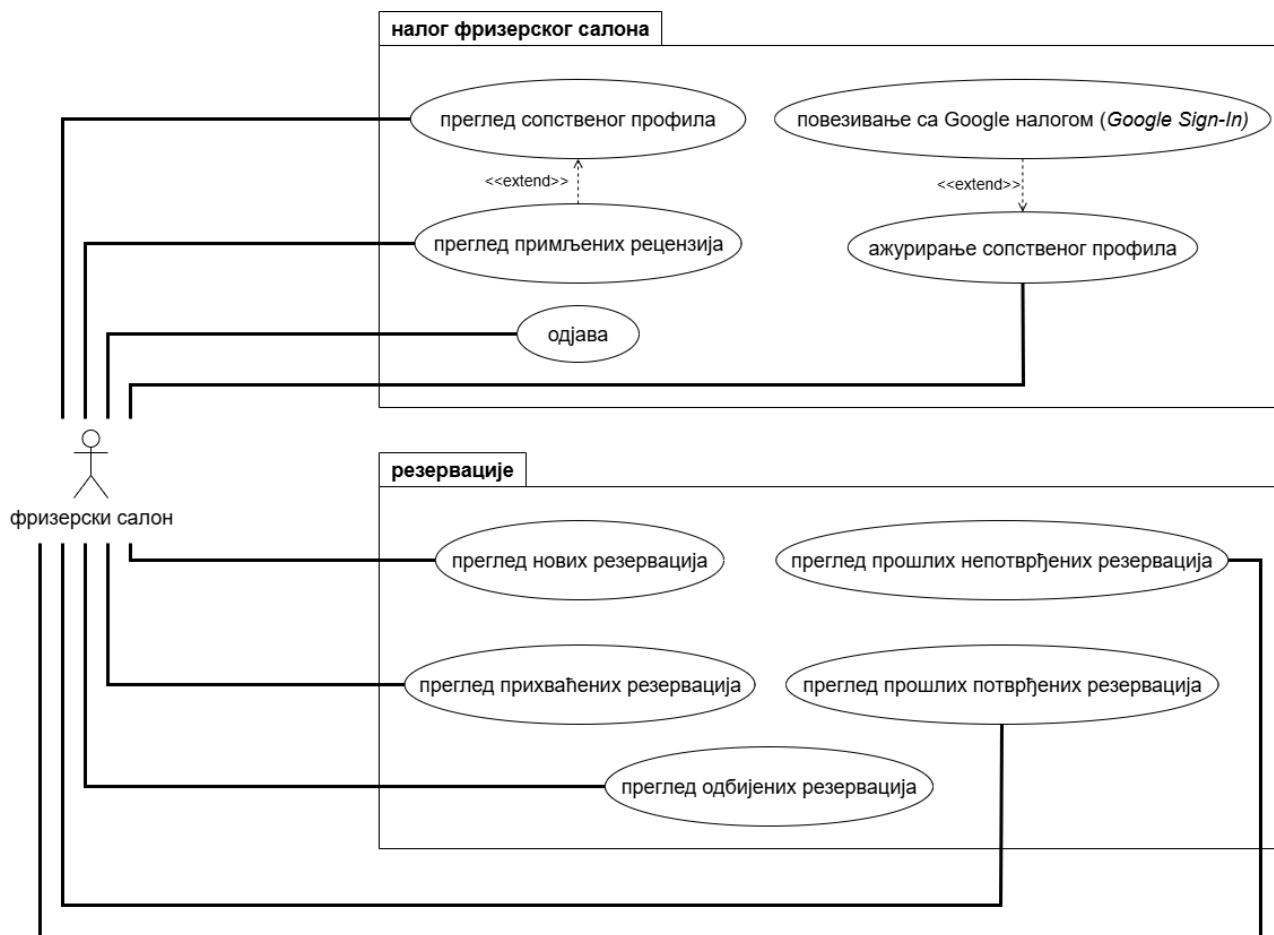 налог фризерског салона
преглед сопственог профила
повезивање са Google налогом (Google Sign-In)
<<extend>>
<<extend>>
преглед примљених рецензија
ажурирање сопственог профила
одјава
фризерски салон
резервације
преглед нових резервација
преглед прошлих непотврђених резервација
преглед прихваћених резервација
преглед прошлих потврђених резервација
преглед одбијених резервација